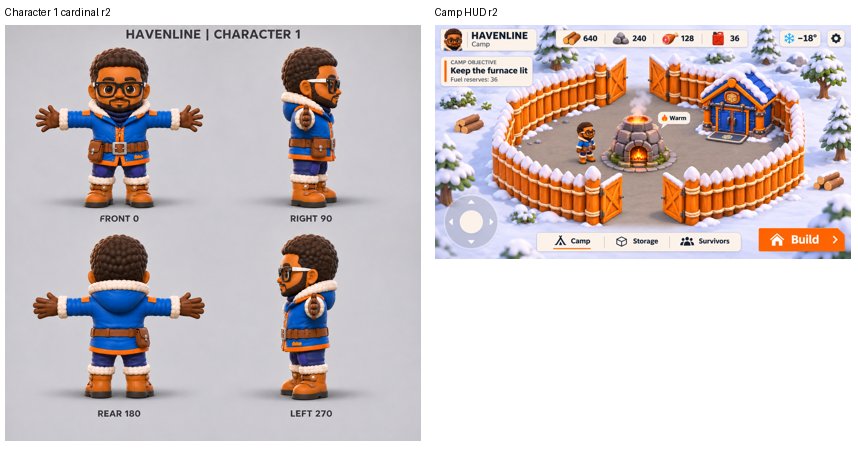 Character 1 cardinal r2
HAVENLINE | CHARACTER 1
FRONT 0
RIGHT 90
REAR 180
LEFT 270
Camp HUD r2
HAVENLINE
Camp
640
240
128
36
-18°
CAMP OBJECTIVE
Keep the furnace lit
Fuel reserves: 36
Warm
Camp
Storage
Survivors
Build